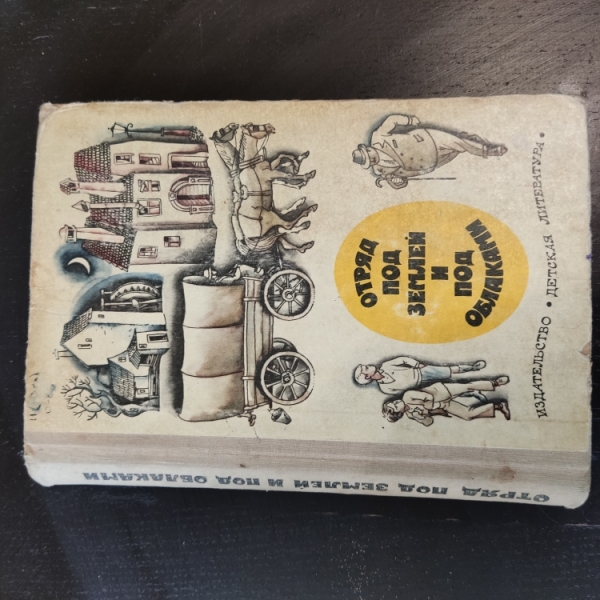 ОТРЯД
ПОД
ЗЕМЛЕЙ
И
ПОД
ОБЛАКАМИ
ИЗДАТЕЛЬСТВО • ДЕТСКАЯ ЛИТЕРАТУРА •
ОТРЯД ПОД ЗЕМЛЕЙ И ПОД ОБЛАКАМИ